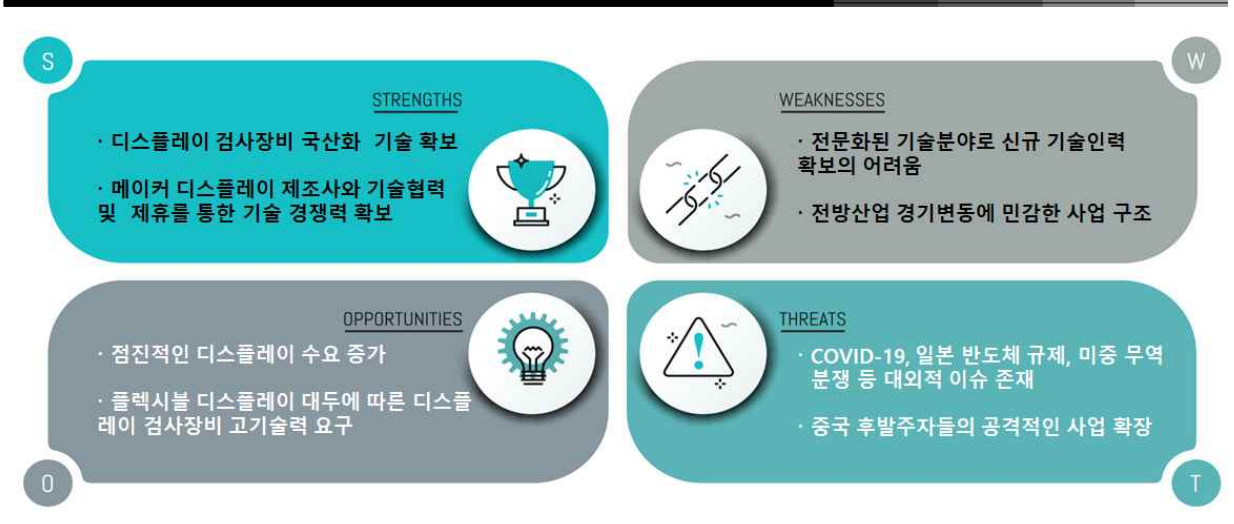 S
STRENGTHS
· 디스플레이 검사장비 국산화 기술 확보
· 메이커 디스플레이 제조사와 기술협력
및 제휴를 통한 기술 경쟁력 확보
W
WEAKNESSES
· 전문화된 기술분야로 신규 기술인력
확보의 어려움
· 전방산업 경기변동에 민감한 사업 구조
OPPORTUNITIES
· 점진적인 디스플레이 수요 증가
· 플렉시블 디스플레이 대두에 따른 디스플
레이 검사장비 고기술력 요구
O
THREATS
· COVID-19, 일본 반도체 규제, 미중 무역
분쟁 등 대외적 이슈 존재
· 중국 후발주자들의 공격적인 사업 확장
T